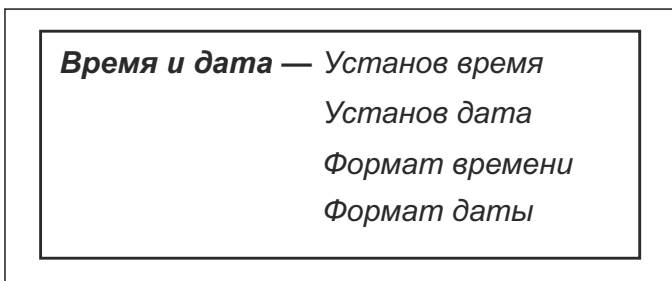 Время и дата — Установ время
Установ дата
Формат времени
Формат даты